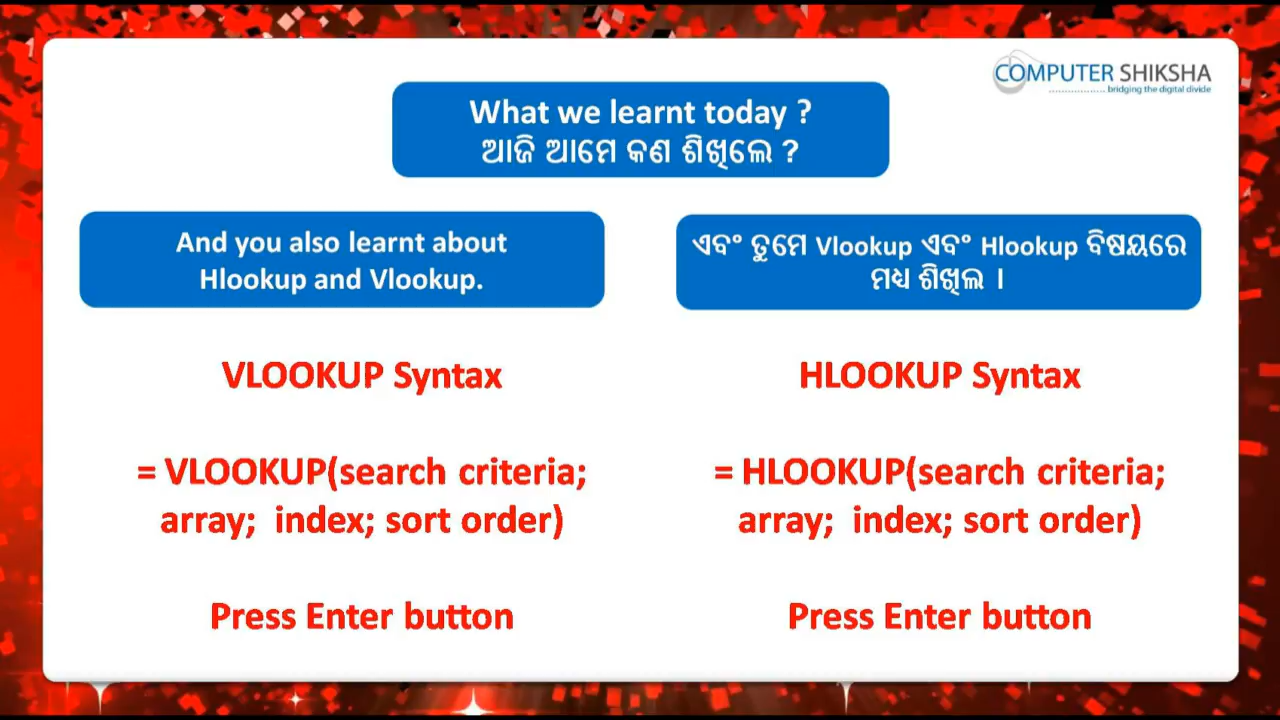 COMPUTER SHIKSHA
bridging the digital divide
What we learnt today ?
ଆଜି ଆମେ କଣ ଶିଖିଲେ ?
And you also learnt about
Hlookup and Vlookup.
ଏବଂ ତୁମେ Vlookup ଏବଂ Hlookup ବିଷୟରେ
ମଧ୍ୟ ଶିଖିଲ ।
VLOOKUP Syntax
= VLOOKUP(search criteria;
array;  index; sort order)
Press Enter button
HLOOKUP Syntax
= HLOOKUP(search criteria;
array;  index; sort order)
Press Enter button